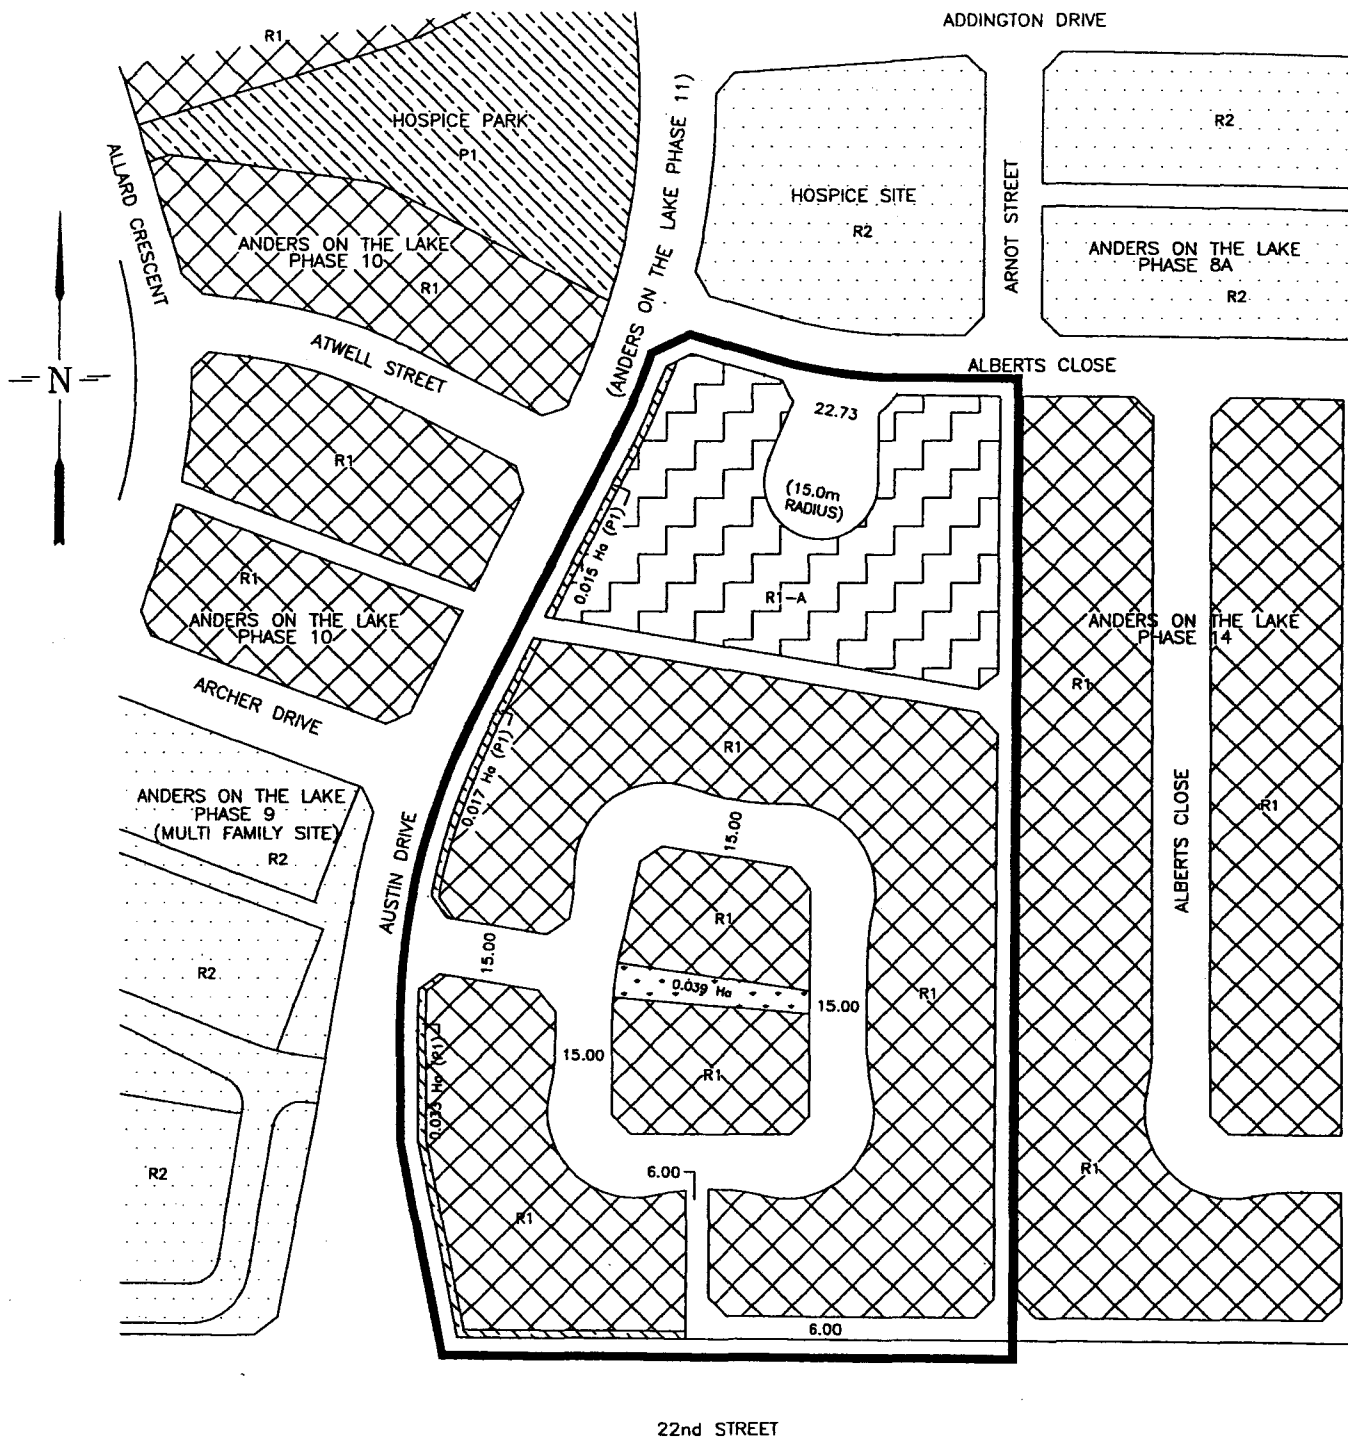 ADDINGTON DRIVE
R1
HOSPICE PARK
P1
ALLARD CRESCENT
(ANDERS ON THE LAKE PHASE 11)
R2
HOSPICE SITE
R2
ARNOT STREET
ANDERS ON THE LAKE
PHASE 8A
R2
ANDERS ON THE LAKE
PHASE 10
R1
ATWELL STREET
N
ALBERTS CLOSE
22.73
R1
(15.0m
RADIUS)
0.015 Ha (P1)
R1-A
R1
ANDERS ON THE LAKE
PHASE 10
ANDERS ON THE LAKE
PHASE 14
R1
ARCHER DRIVE
0.017 Ha (P1)
R1
ANDERS ON THE LAKE
PHASE 9
(MULTI FAMILY SITE)
R2
AUSTIN DRIVE
15.00
R1
ALBERTS CLOSE
R1
15.00
R2
0.039 Ha
R1
15.00
15.00
0.033 Ha (P1)
R1
R2
6.00
R1
R1
6.00
22nd STREET